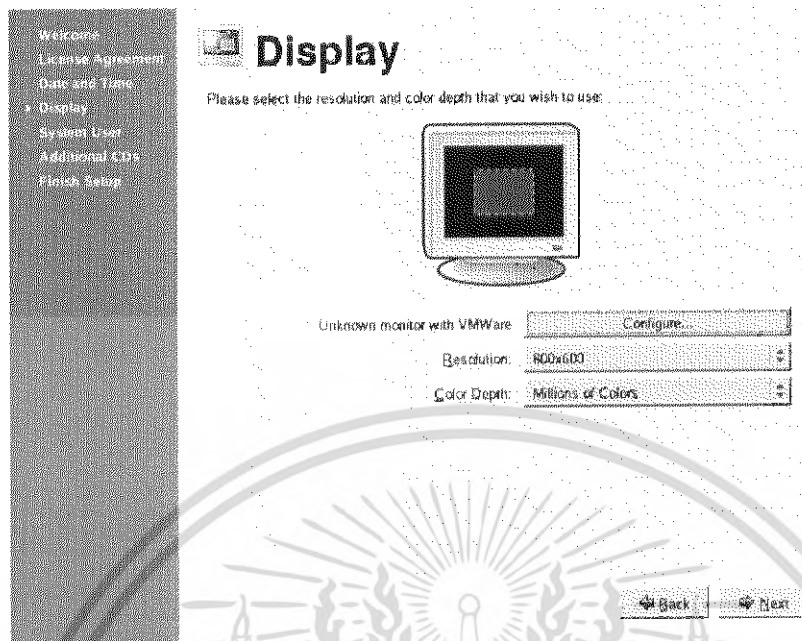 Welcome
License Agreement
Date and Time
Display
System User
Additional CDs
Finish Setup
Display
Please select the resolution and color depth that you wish to use:
Unknown monitor with VMWare
Configure...
Resolution:
800x600
Color Depth:
Millions of Colors
Back
Next